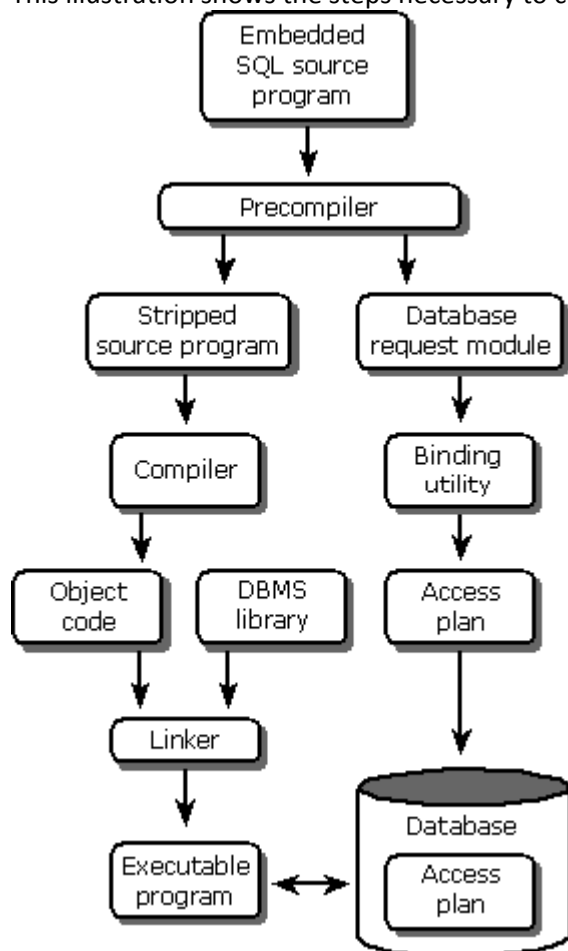 This illustration shows the steps necessary to c
Embedded
SQL source
program
Precompiler
Stripped
source program
Database
request module
Compiler
Binding
utility
Object
code
DBMS
library
Access
plan
Linker
Database
Executable
program
Access
plan